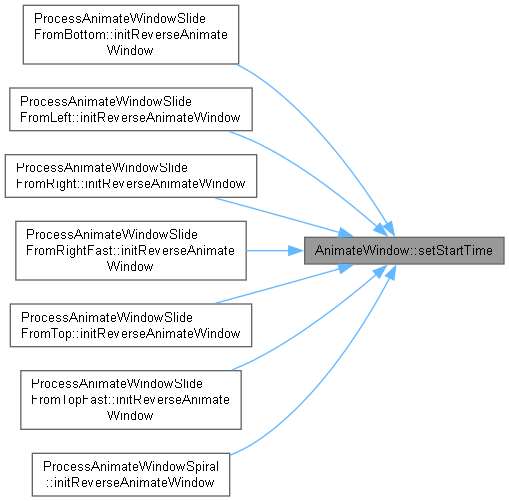 ProcessAnimateWindowSlide
FromBottom::initReverseAnimate
Window
ProcessAnimateWindowSlide
FromLeft::initReverseAnimateWindow
ProcessAnimateWindowSlide
FromRight::initReverseAnimateWindow
ProcessAnimateWindowSlide
FromRightFast::initReverseAnimate
Window
AnimateWindow::setStartTime
ProcessAnimateWindowSlide
FromTop::initReverseAnimateWindow
ProcessAnimateWindowSlide
FromTopFast::initReverseAnimate
Window
ProcessAnimateWindowSpiral
::initReverseAnimateWindow